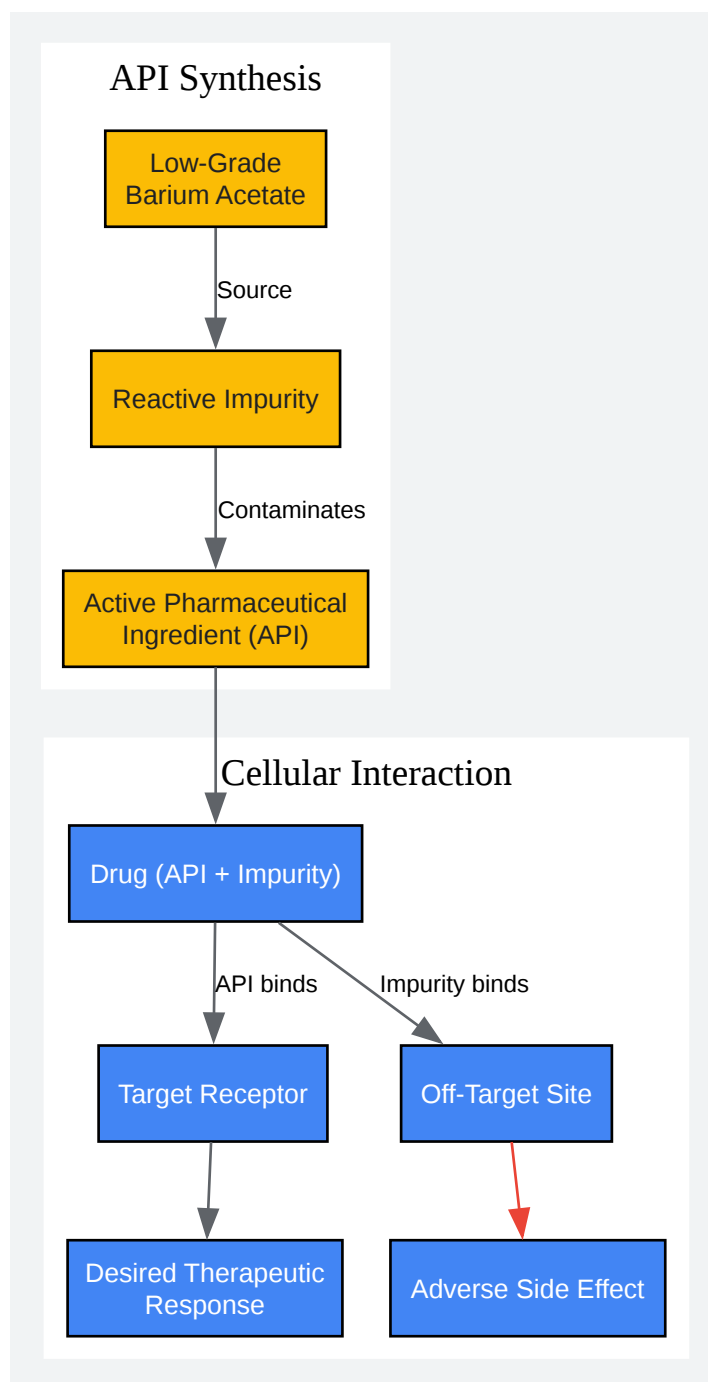 API Synthesis
Low-Grade
Barium Acetate
Source
Reactive Impurity
Contaminates
Active Pharmaceutical
Ingredient (API)
Cellular Interaction
Drug (API + Impurity)
API binds
Impurity binds
Target Receptor
Off-Target Site
Desired Therapeutic
Response
Adverse Side Effect